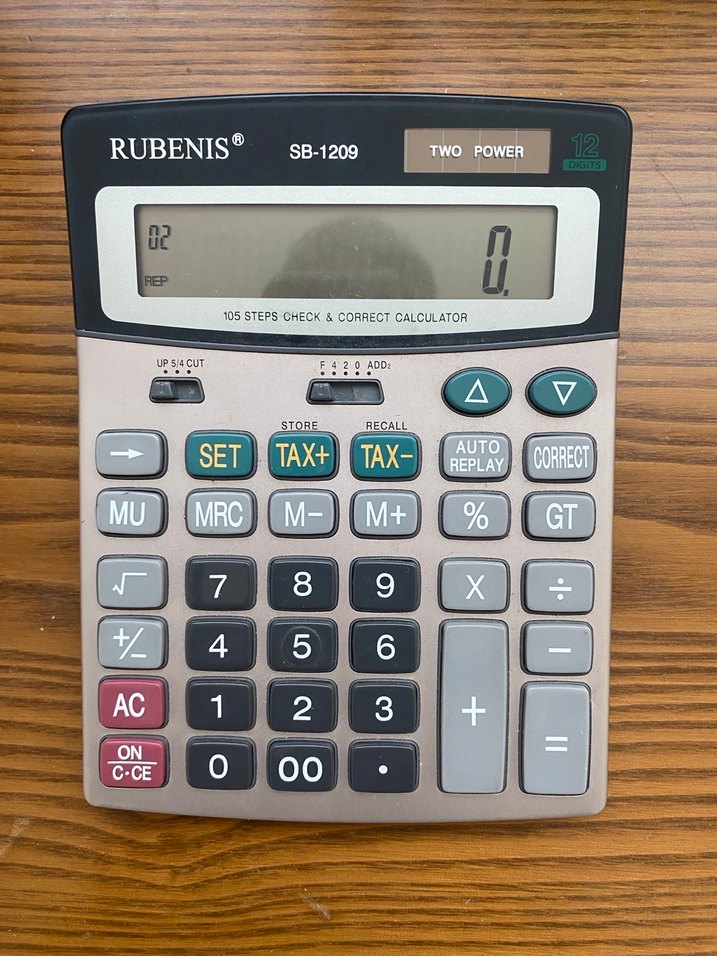 RUBENIS® SB-1209 TWO POWER 12
DIGITS
02 0.
REP
105 STEPS CHECK & CORRECT CALCULATOR
UP 5/4 CUT F 4 2 0 ADD₂
△ ▽
STORE RECALL
→ SET TAX+ TAX− AUTO REPLAY CORRECT
MU MRC M− M+ % GT
√ 7 8 9 X ÷
+/− 4 5 6 −
AC 1 2 3 + =
ON
C·CE 0 00 •